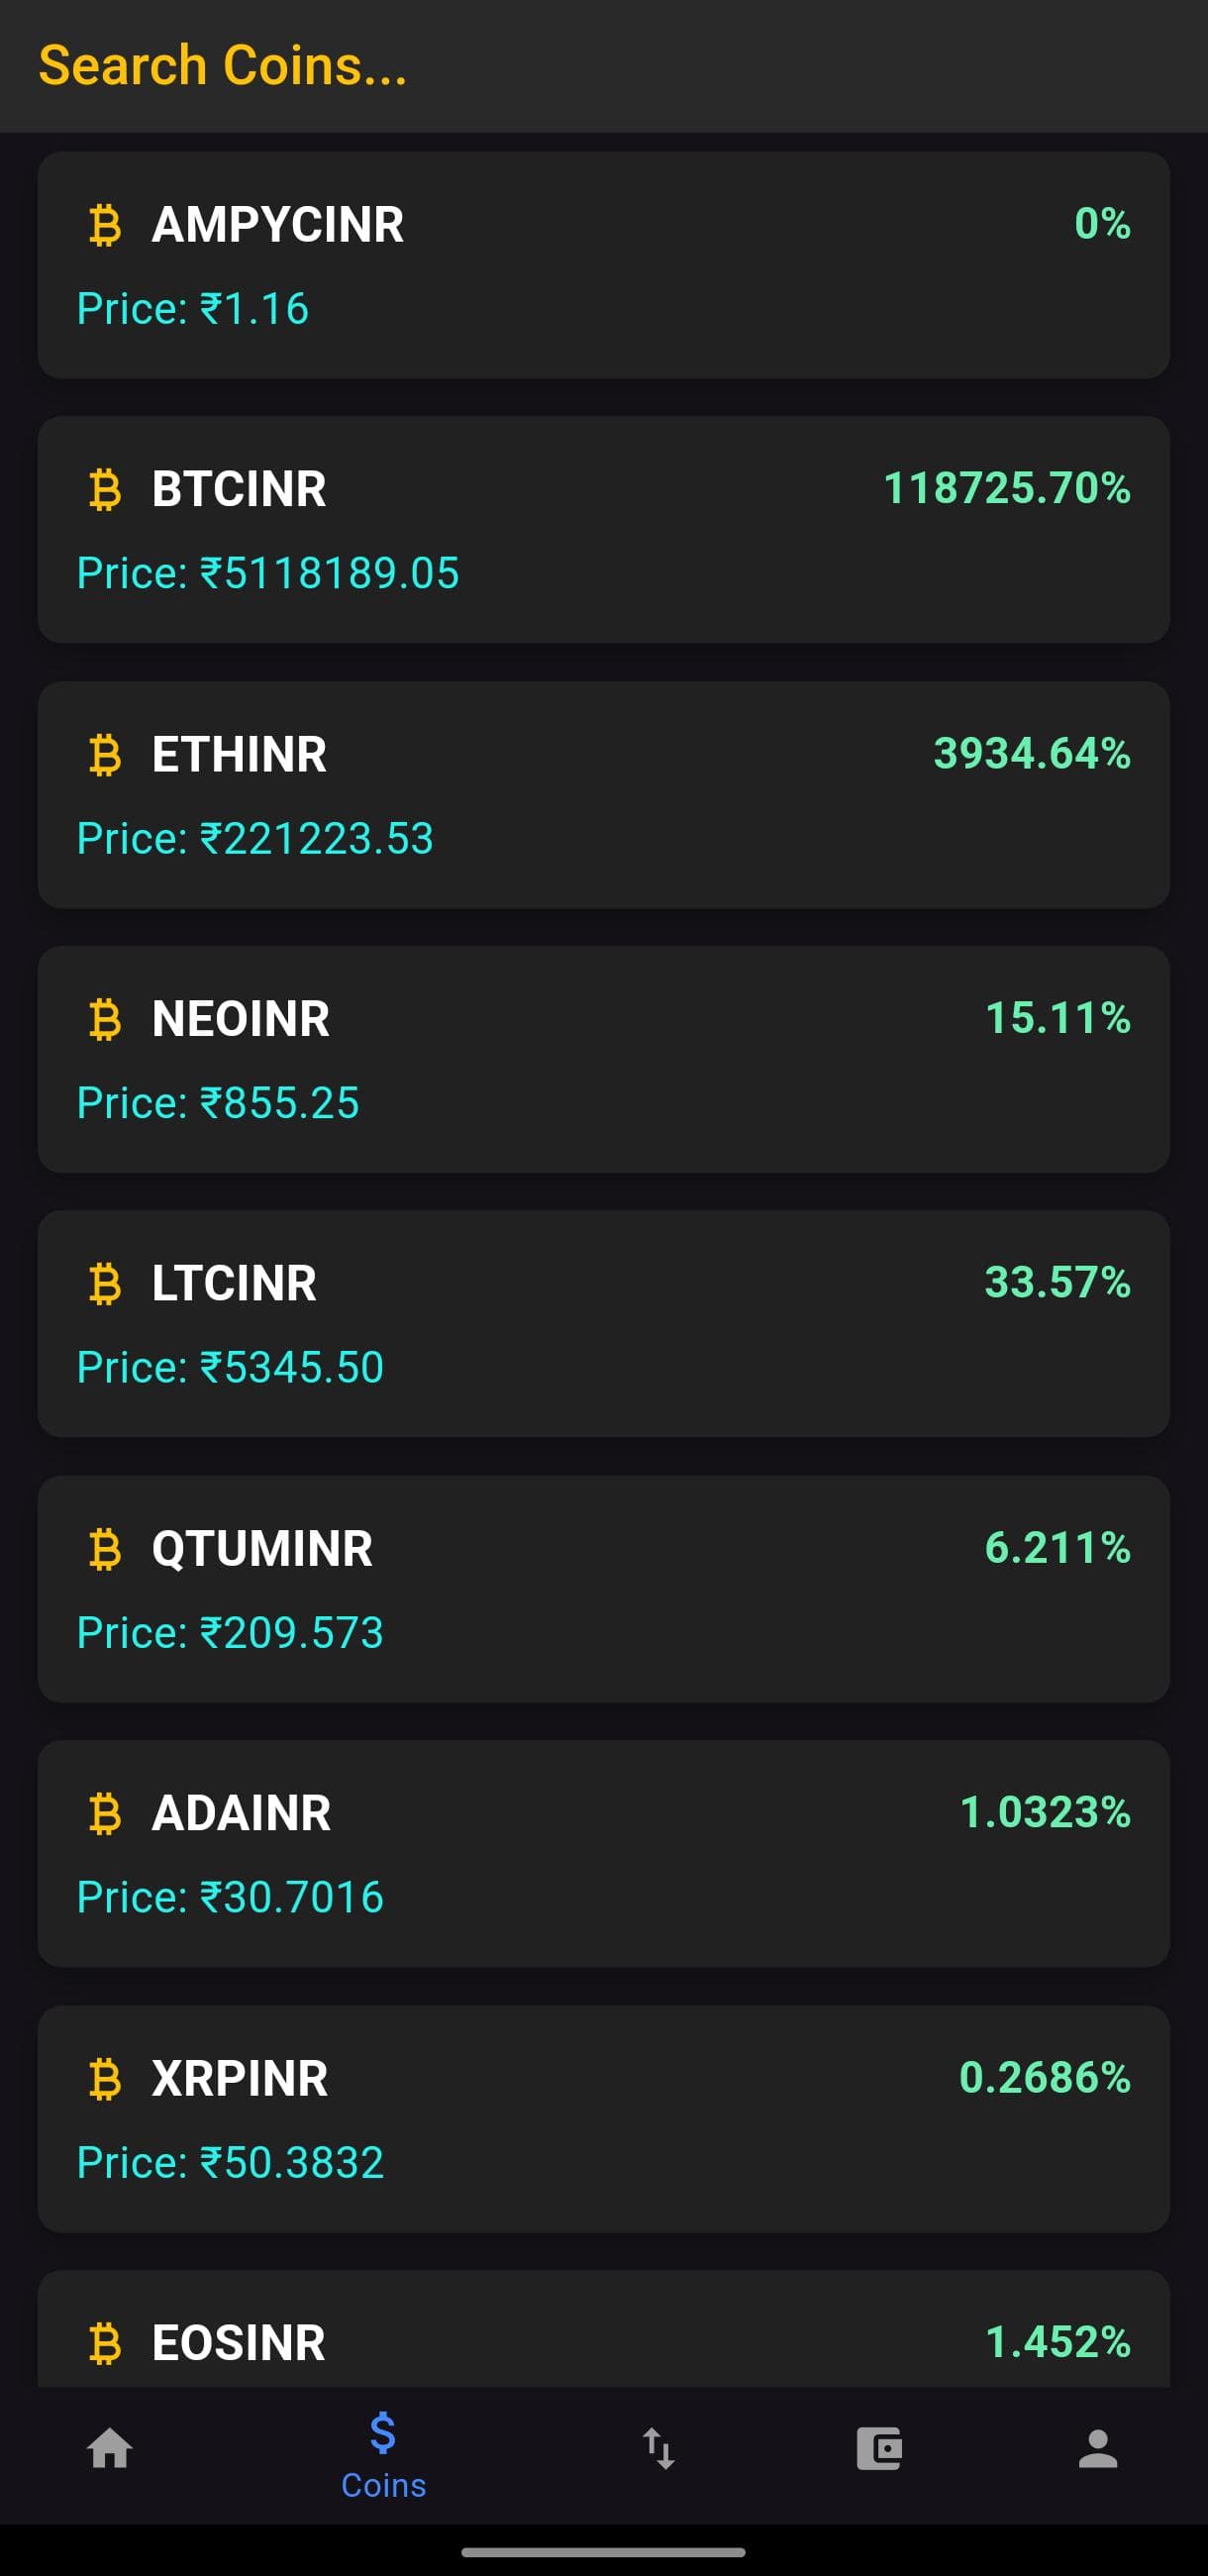 Search Coins...
AMPYCINR 0%
Price: ₹1.16
BTCINR 118725.70%
Price: ₹5118189.05
ETHINR 3934.64%
Price: ₹221223.53
NEOINR 15.11%
Price: ₹855.25
LTCINR 33.57%
Price: ₹5345.50
QTUMINR 6.211%
Price: ₹209.573
ADAINR 1.0323%
Price: ₹30.7016
XRPINR 0.2686%
Price: ₹50.3832
EOSINR 1.452%
Coins